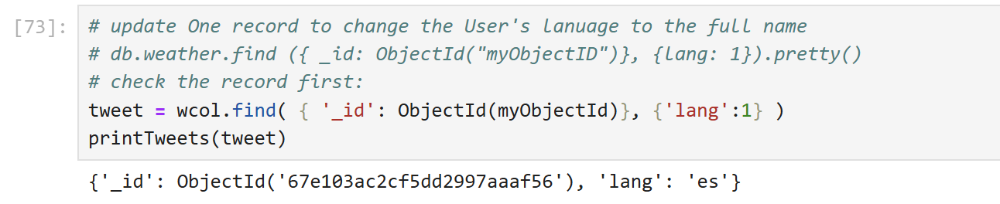 [73]: # update One record to change the User's lanuage to the full name
# db.weather.find ({ _id: ObjectId("myObjectID")}, {lang: 1}).pretty()
# check the record first:
tweet = wcol.find( { '_id': ObjectId(myObjectId)}, {'lang':1} )
printTweets(tweet)
{'_id': ObjectId('67e103ac2cf5dd2997aaaf56'), 'lang': 'es'}